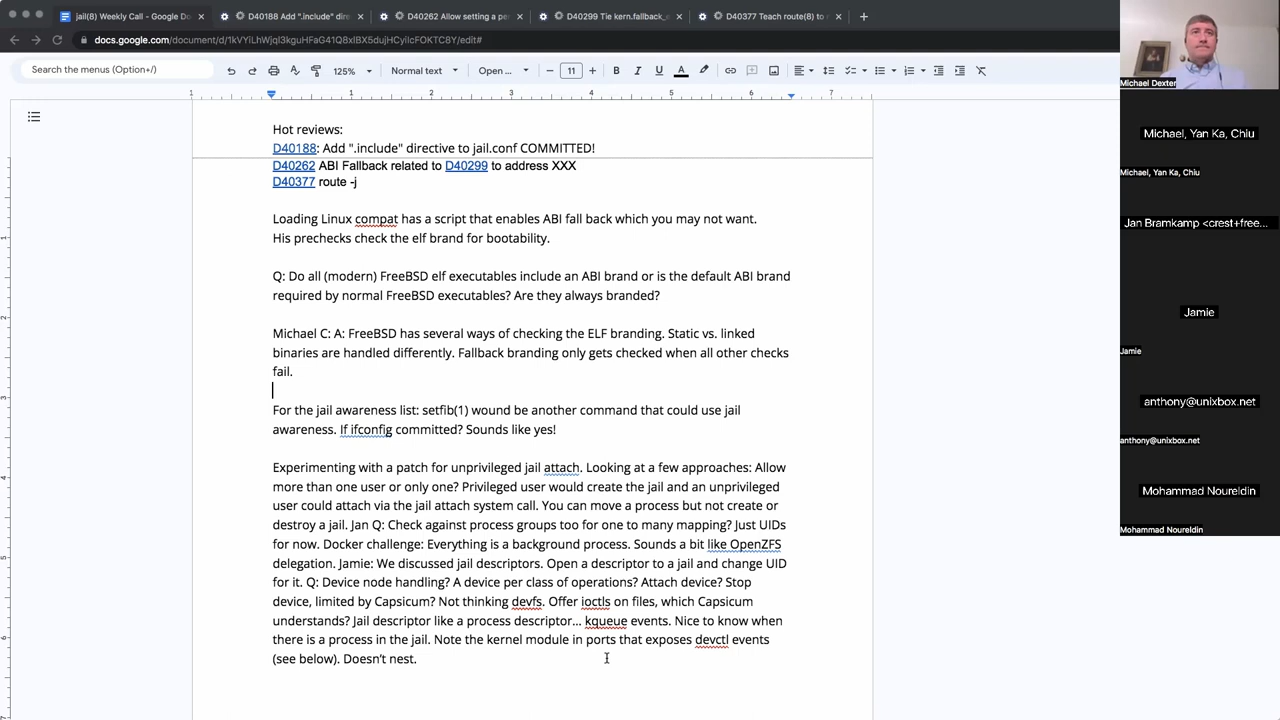 jail(8) Weekly Call - Google Do
D40188 Add ".include" dire
D40262 Allow setting a pe
D40299 Tie kern.fallback_e
D40377 Teach route(8) to r
Search the menus (Option+/)
125%
Normal text
Open ...
11
B I U A
1 1 2 3 4 5 6 7
Hot reviews:
D40188: Add ".include" directive to jail.conf COMMITTED!
D40262 ABI Fallback related to D40299 to address XXX
D40377 route -j
Loading Linux compat has a script that enables ABI fall back which you may not want.
His prechecks check the elf brand for bootability.
Q: Do all (modern) FreeBSD elf executables include an ABI brand or is the default ABI brand
required by normal FreeBSD executables? Are they always branded?
Michael C: A: FreeBSD has several ways of checking the ELF branding. Static vs. linked
binaries are handled differently. Fallback branding only gets checked when all other checks
fail.
For the jail awareness list: setfib(1) wound be another command that could use jail
awareness. If ifconfig committed? Sounds like yes!
Experimenting with a patch for unprivileged jail attach. Looking at a few approaches: Allow
more than one user or only one? Privileged user would create the jail and an unprivileged
user could attach via the jail attach system call. You can move a process but not create or
destroy a jail. Jan Q: Check against process groups too for one to many mapping? Just UIDs
for now. Docker challenge: Everything is a background process. Sounds a bit like OpenZFS
delegation. Jamie: We discussed jail descriptors. Open a descriptor to a jail and change UID
for it. Q: Device node handling? A device per class of operations? Attach device? Stop
device, limited by Capsicum? Not thinking devfs. Offer ioctls on files, which Capsicum
understands? Jail descriptor like a process descriptor... kqueue events. Nice to know when
there is a process in the jail. Note the kernel module in ports that exposes devctl events
(see below). Doesn't nest.
Michael Dexter
Michael, Yan Ka, Chiu
Michael, Yan Ka, Chiu
Jan Bramkamp <crest+free...
Jamie
Jamie
anthony@unixbox.net
anthony@unixbox.net
Mohammad Noureldin
Mohammad Noureldin